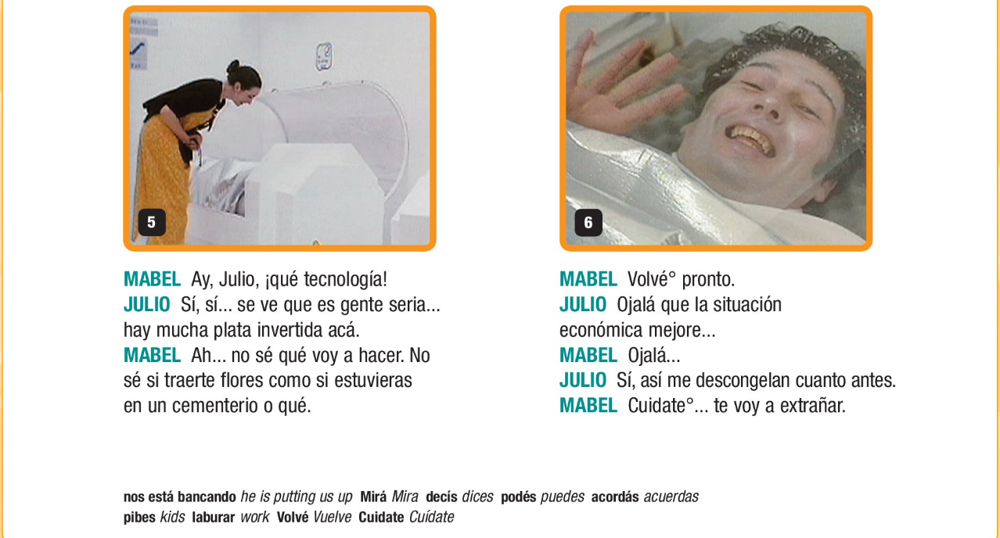 5
MABEL Ay, Julio, ¡qué tecnología!
JULIO Sí, sí... se ve que es gente seria...
hay mucha plata invertida acá.
MABEL Ah... no sé qué voy a hacer. No
sé si traerte flores como si estuvieras
en un cementerio o qué.
6
MABEL Volvé° pronto.
JULIO Ojalá que la situación
económica mejore...
MABEL Ojalá...
JULIO Sí, así me descongelan cuanto antes.
MABEL Cuidate°... te voy a extrañar.
nos está bancando he is putting us up Mirá Mira decís dices podés puedes acordás acuerdas
pibes kids laburar work Volvé Vuelve Cuidate Cuídate